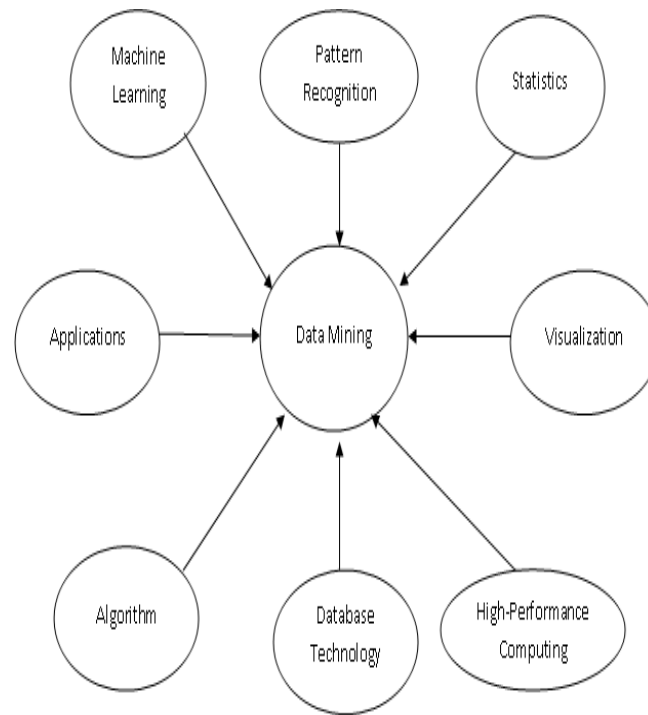 Machine
Learning
Pattern
Recognition
Statistics
Applications
Data Mining
Visualization
Algorithm
Database
Technology
High-Performance
Computing